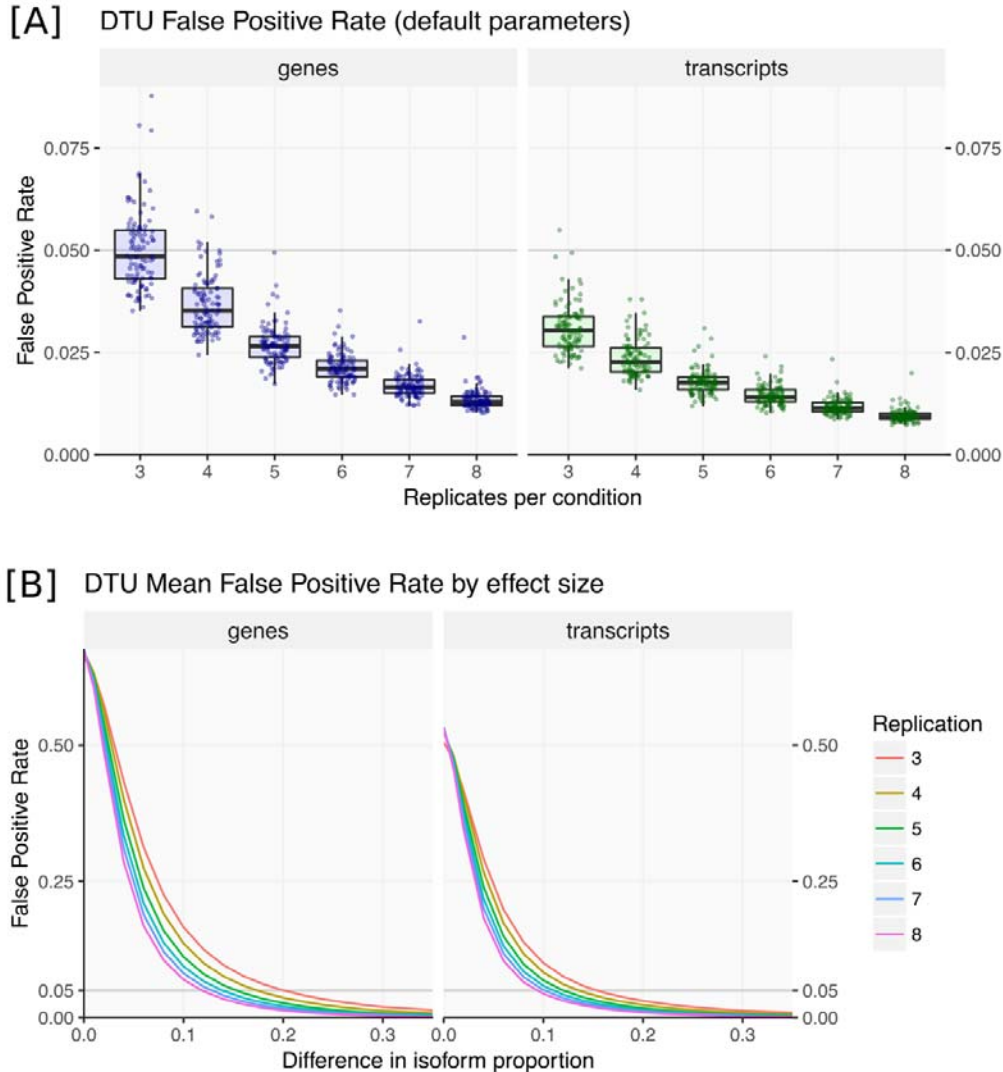 [A] DTU False Positive Rate (default parameters)
genes transcripts
False Positive Rate
0.075 0.075
0.050 0.050
0.025 0.025
0.000 0.000
3 4 5 6 7 8 3 4 5 6 7 8
Replicates per condition
[B] DTU Mean False Positive Rate by effect size
genes transcripts
False Positive Rate
0.50 0.50
0.25 0.25
0.05 0.05
0.00 0.00
0.0 0.1 0.2 0.3 0.0 0.1 0.2 0.3
Difference in isoform proportion
Replication
3
4
5
6
7
8